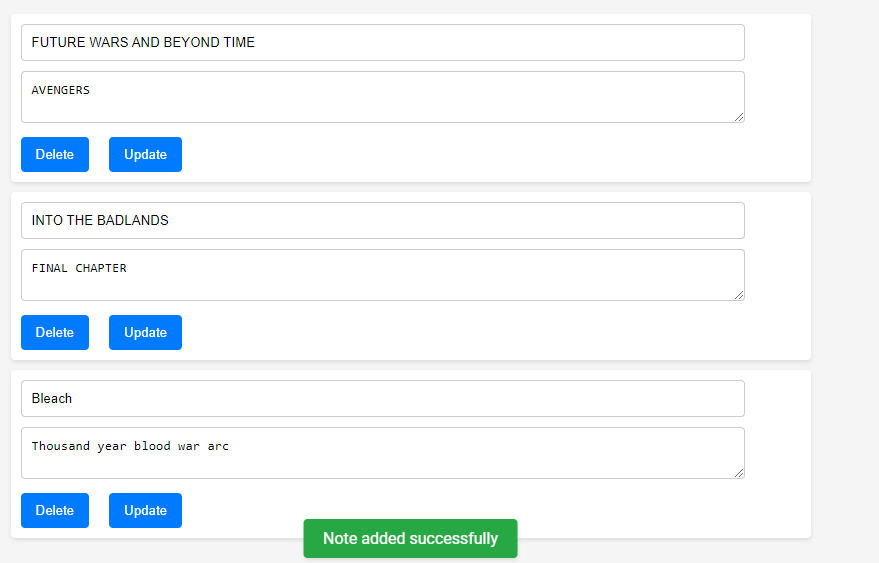 FUTURE WARS AND BEYOND TIME
AVENGERS
Delete Update
INTO THE BADLANDS
FINAL CHAPTER
Delete Update
Bleach
Thousand year blood war arc
Delete Update
Note added successfully